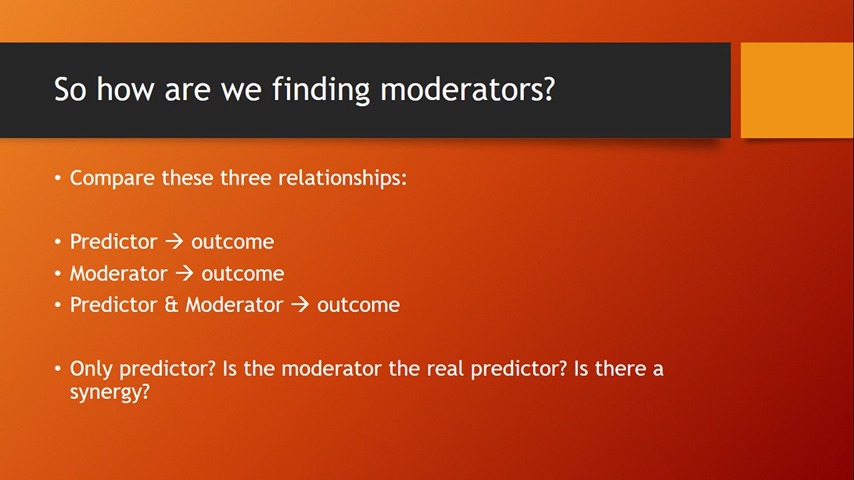 So how are we finding moderators?
• Compare these three relationships:
• Predictor → outcome
• Moderator → outcome
• Predictor & Moderator → outcome
• Only predictor? Is the moderator the real predictor? Is there a
synergy?